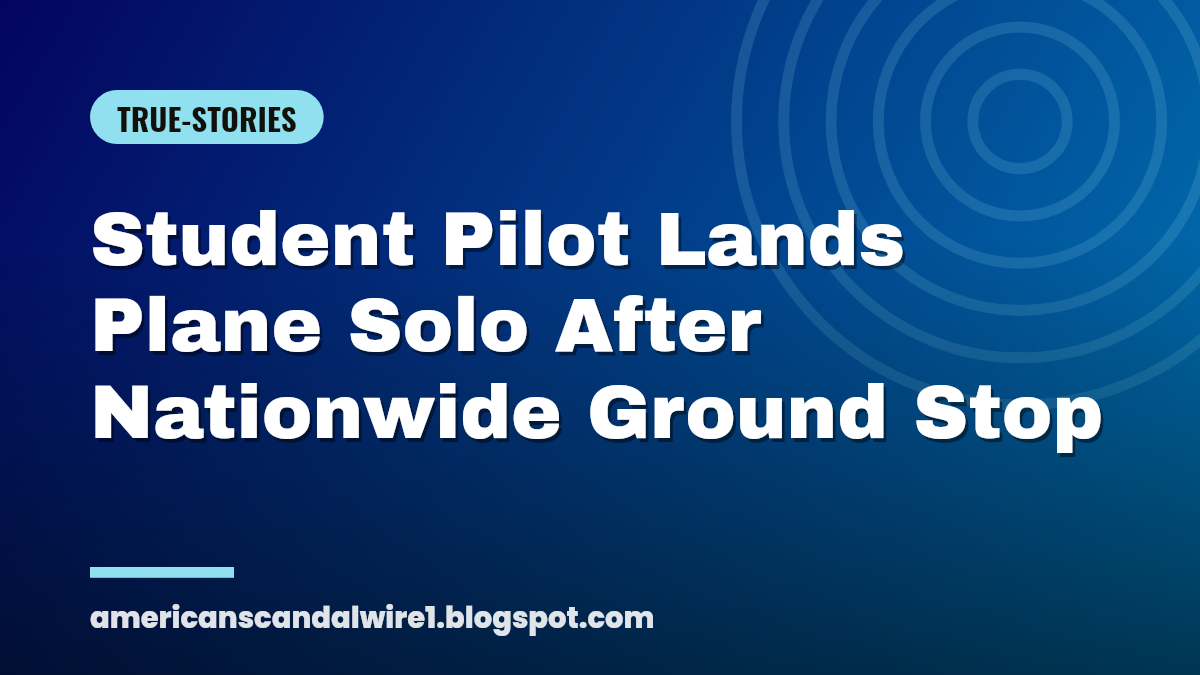 TRUE-STORIES
Student Pilot Lands
Plane Solo After
Nationwide Ground Stop
americanscandalwire1.blogspot.com